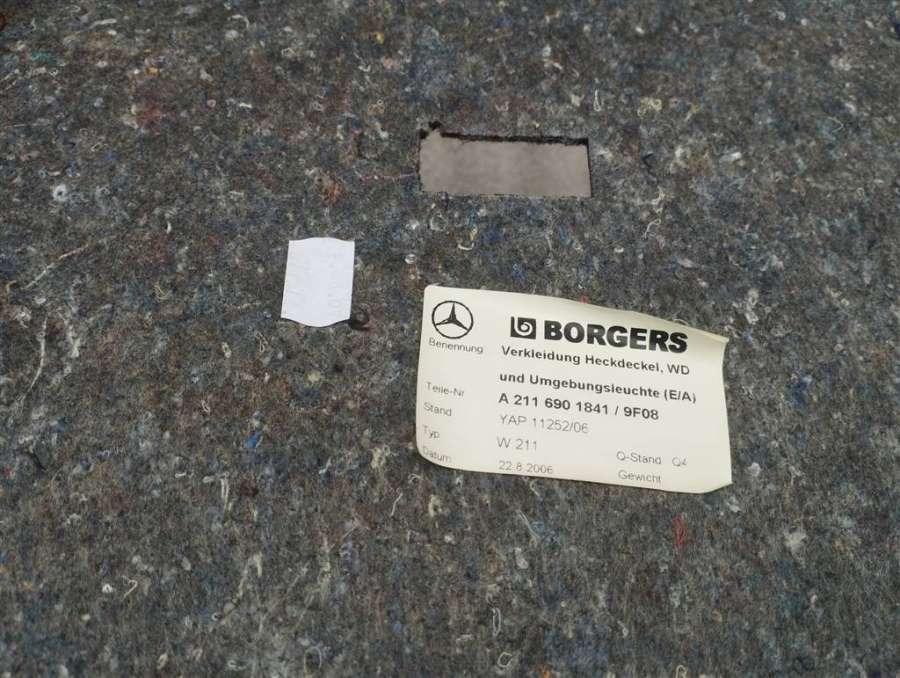 BORGERS
Benennung Verkleidung Heckdeckel, WD
und Umgebungsleuchte (E/A)
Teile-Nr A 211 690 1841 / 9F08
Stand YAP 11252/06
Typ W 211 Q-Stand Q4
Datum 22.8.2006 Gewicht